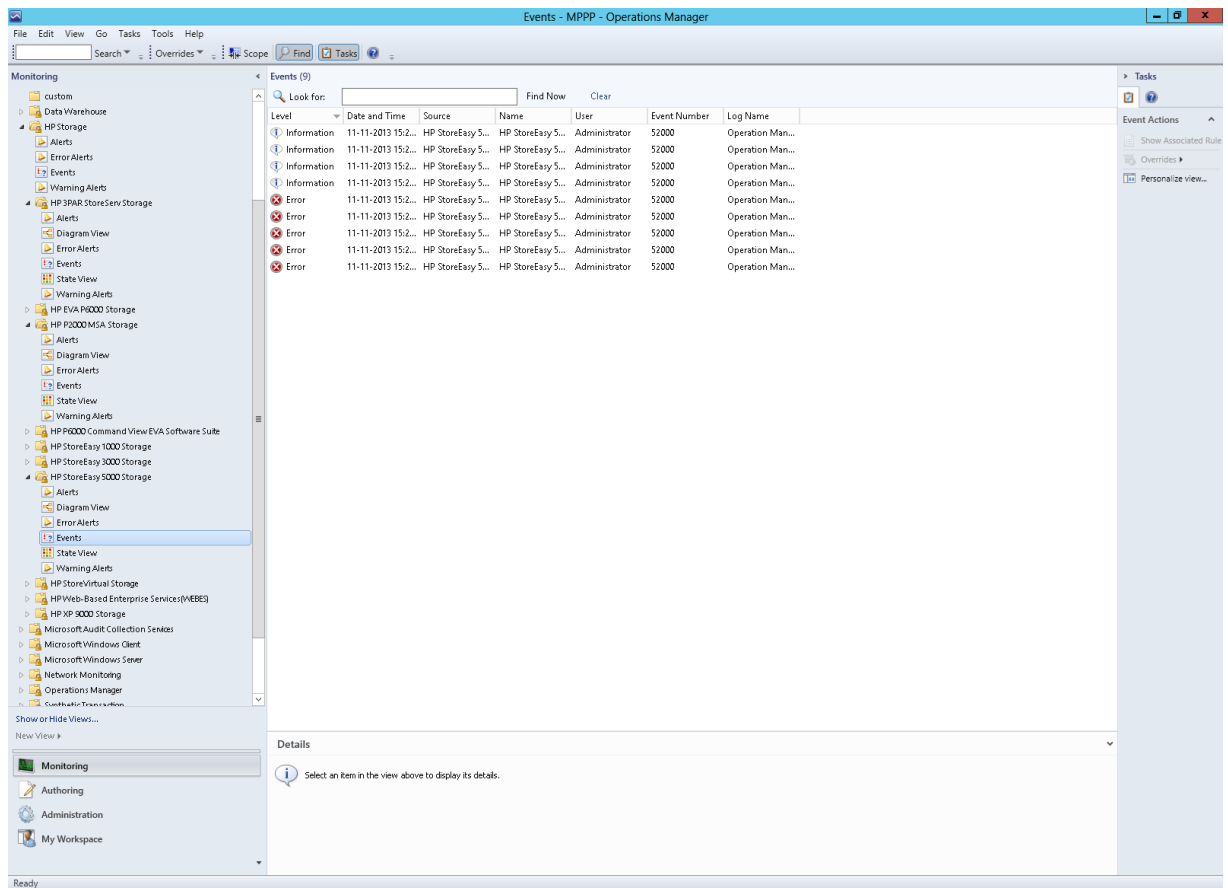 Events - MPPP - Operations Manager
File Edit View Go Tasks Tools Help
Search Overrides Scope Find Tasks
Monitoring
custom
Data Warehouse
HP Storage
Alerts
Error Alerts
Events
Warning Alerts
HP 3PAR StoreServ Storage
Alerts
Diagram View
Error Alerts
Events
State View
Warning Alerts
HP EVA P6000 Storage
HP P2000 MSA Storage
Alerts
Diagram View
Error Alerts
Events
State View
Warning Alerts
HP P6000 Command View EVA Software Suite
HP StoreEasy 1000 Storage
HP StoreEasy 3000 Storage
HP StoreEasy 5000 Storage
Alerts
Diagram View
Error Alerts
Events
State View
Warning Alerts
HP StoreVirtual Storage
HP Web-Based Enterprise Services(WEBES)
HP XP 9000 Storage
Microsoft Audit Collection Services
Microsoft Windows Client
Microsoft Windows Server
Network Monitoring
Operations Manager
Synthetic Transaction
Show or Hide Views...
New View
Monitoring
Authoring
Administration
My Workspace
Events (9)
Look for: Find Now Clear
Level Date and Time Source Name User Event Number Log Name
Information 11-11-2013 15:2... HP StoreEasy 5... HP StoreEasy 5... Administrator 52000 Operation Man...
Information 11-11-2013 15:2... HP StoreEasy 5... HP StoreEasy 5... Administrator 52000 Operation Man...
Information 11-11-2013 15:2... HP StoreEasy 5... HP StoreEasy 5... Administrator 52000 Operation Man...
Information 11-11-2013 15:2... HP StoreEasy 5... HP StoreEasy 5... Administrator 52000 Operation Man...
Error 11-11-2013 15:2... HP StoreEasy 5... HP StoreEasy 5... Administrator 52000 Operation Man...
Error 11-11-2013 15:2... HP StoreEasy 5... HP StoreEasy 5... Administrator 52000 Operation Man...
Error 11-11-2013 15:2... HP StoreEasy 5... HP StoreEasy 5... Administrator 52000 Operation Man...
Error 11-11-2013 15:2... HP StoreEasy 5... HP StoreEasy 5... Administrator 52000 Operation Man...
Error 11-11-2013 15:2... HP StoreEasy 5... HP StoreEasy 5... Administrator 52000 Operation Man...
Details
Select an item in the view above to display its details.
Tasks
Event Actions
Show Associated Rule
Overrides
Personalize view...
Ready